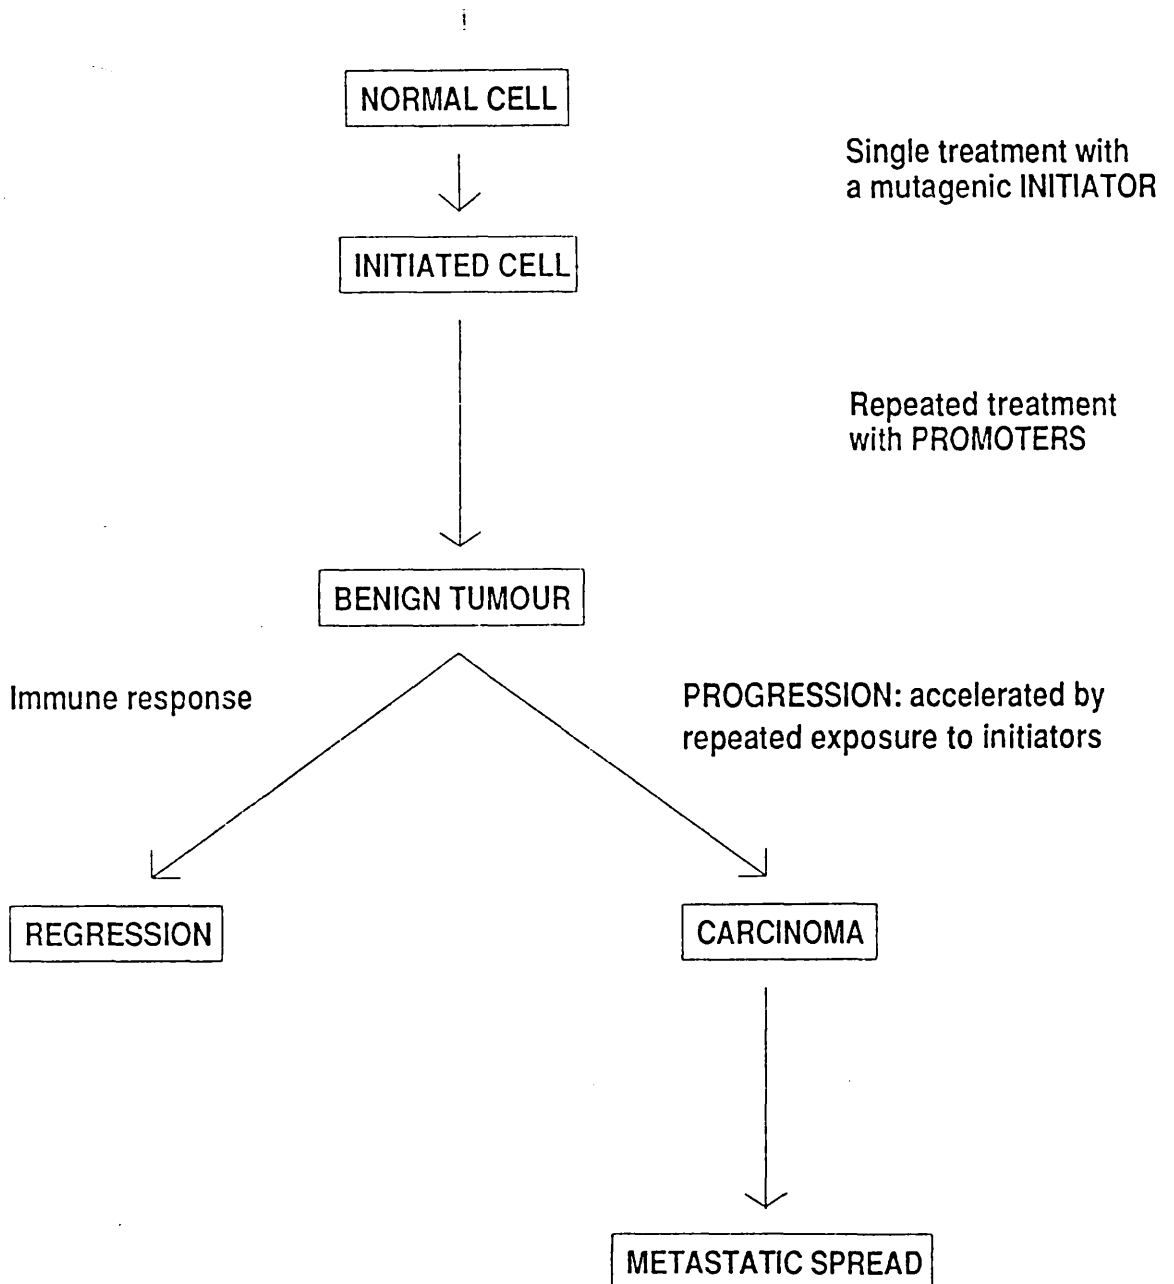 NORMAL CELL
Single treatment with
a mutagenic INITIATOR
INITIATED CELL
Repeated treatment
with PROMOTERS
BENIGN TUMOUR
Immune response
PROGRESSION: accelerated by
repeated exposure to initiators
REGRESSION
CARCINOMA
METASTATIC SPREAD